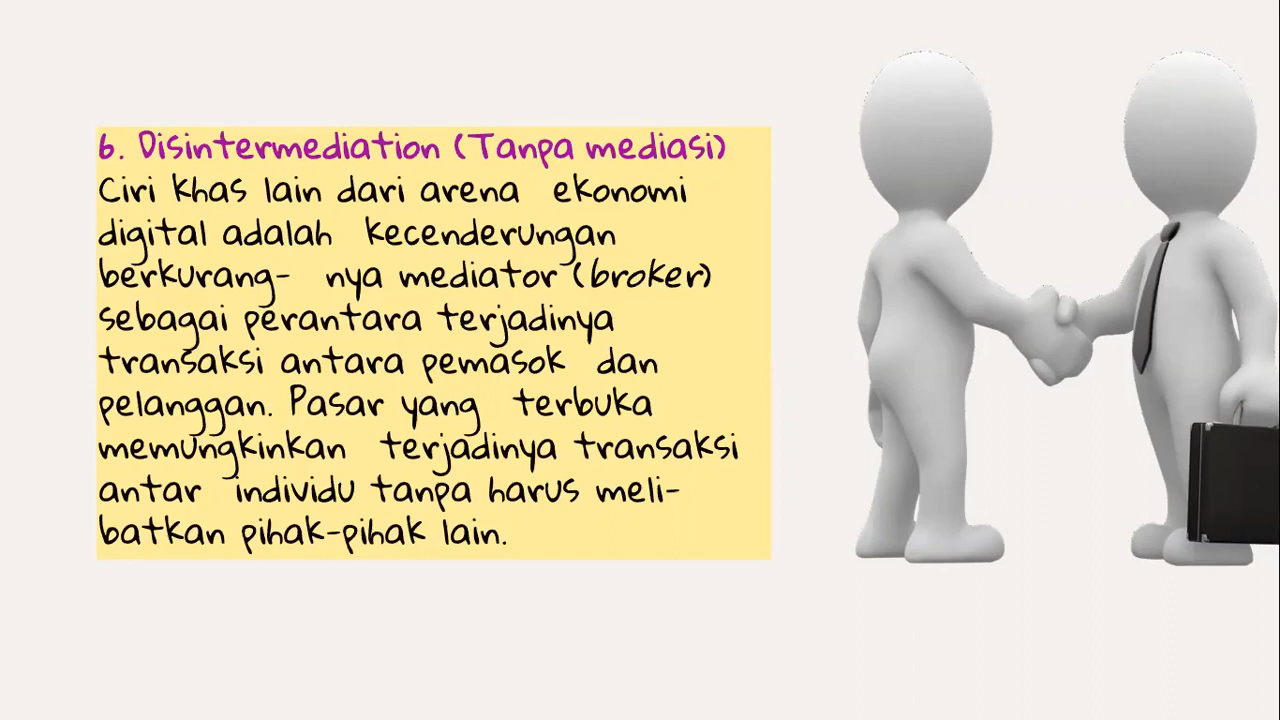 6. Disintermediation (Tanpa mediasi)
Ciri khas lain dari arena ekonomi
digital adalah kecenderungan
berkurang- nya mediator (broker)
sebagai perantara terjadinya
transaksi antara pemasok dan
pelanggan. Pasar yang terbuka
memungkinkan terjadinya transaksi
antar individu tanpa harus meli-
batkan pihak-pihak lain.